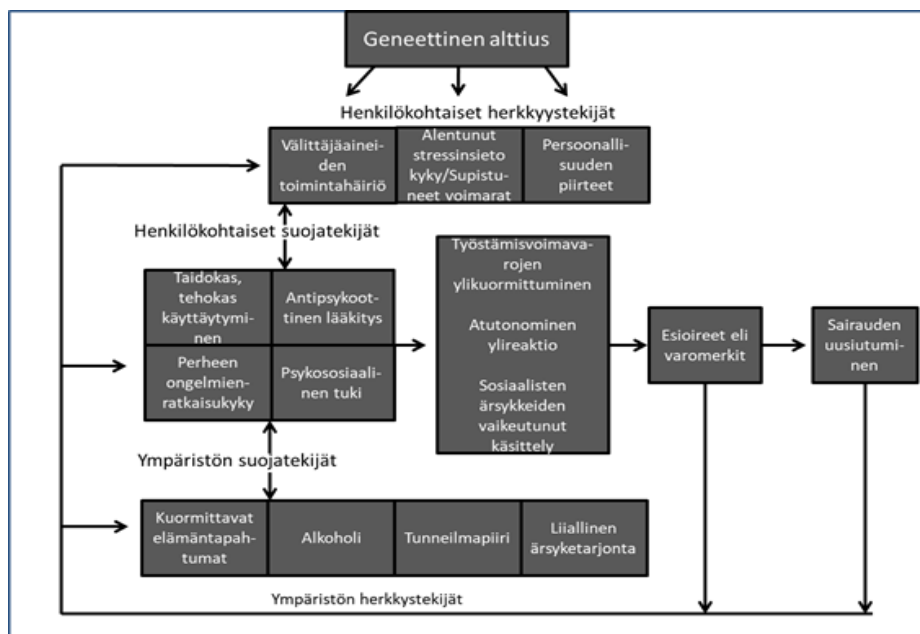 Geneettinen alttius
Henkilökohtaiset herkkyystekijät
Välittäjäainei-
den
toimintahäiriö
Alentunut
stressinsieto
kyky/Supistu-
neet voimarat
Persoonalli-
suuden
piirteet
Henkilökohtaiset suojatekijät
Taidokas,
tehokas
käyttäytymi-
nen
Antipsykoot-
tinen lääkitys
Perheen
ongelmien-
ratkaisukyky
Psykososiaali-
nen tuki
Työstämisvoimava-
rojen
ylikuormittuminen
Atutonominen
ylireaktio
Sosiaalisten
ärsykkeiden
vaikeutunut
käsittely
Esioireet eli
varomerkit
Sairauden
uusiutumi-
nen
Ympäristön suojatekijät
Kuormittavat
elämäntapah-
tumat
Alkoholi
Tunneilmapiiri
Liiallinen
ärsyketarjonta
Ympäristön herkkystekijät